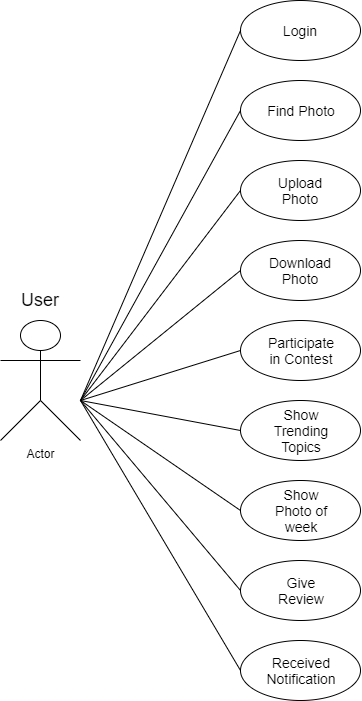 Login
Find Photo
Upload
Photo
Download
Photo
User
Participate
in Contest
Show
Trending
Topics
Actor
Show
Photo of
week
Give
Review
Received
Notification